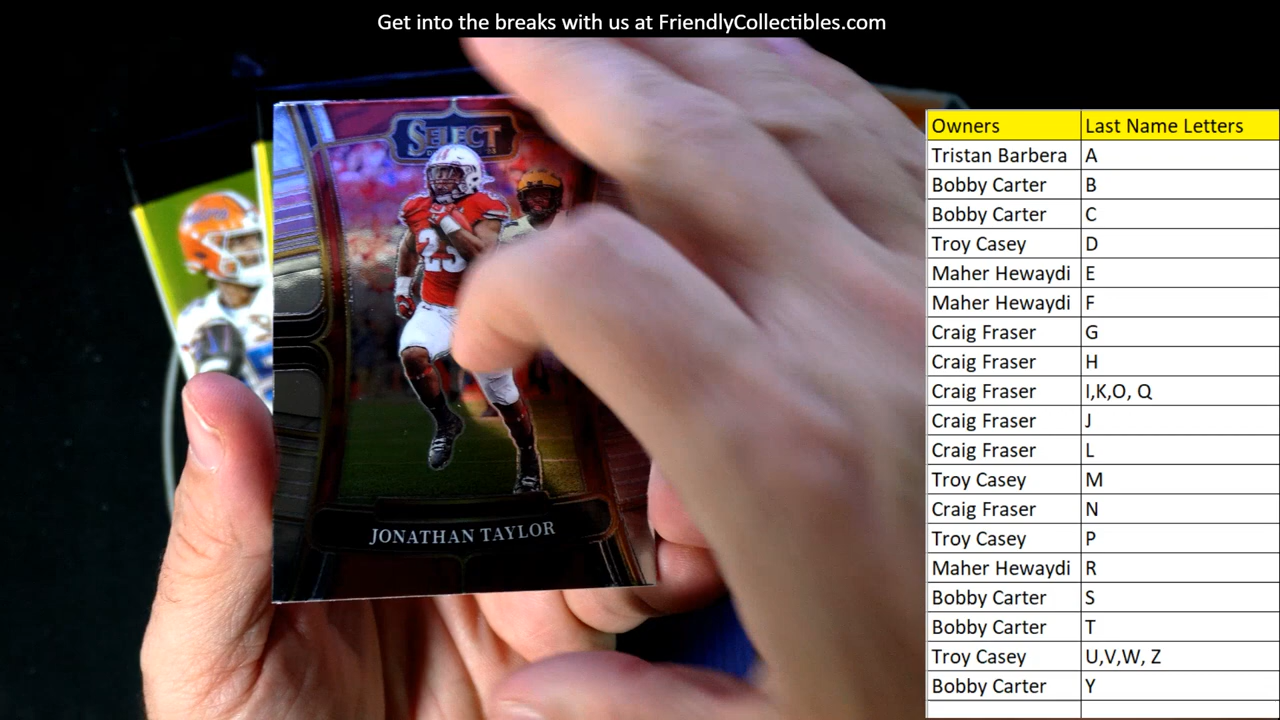 Get into the breaks with us at FriendlyCollectibles.com
SELECT
23
JONATHAN TAYLOR
Owners Last Name Letters
Tristan Barbera A
Bobby Carter B
Bobby Carter C
Troy Casey D
Maher Hewaydi E
Maher Hewaydi F
Craig Fraser G
Craig Fraser H
Craig Fraser I,K,O, Q
Craig Fraser J
Craig Fraser L
Troy Casey M
Craig Fraser N
Troy Casey P
Maher Hewaydi R
Bobby Carter S
Bobby Carter T
Troy Casey U,V,W, Z
Bobby Carter Y